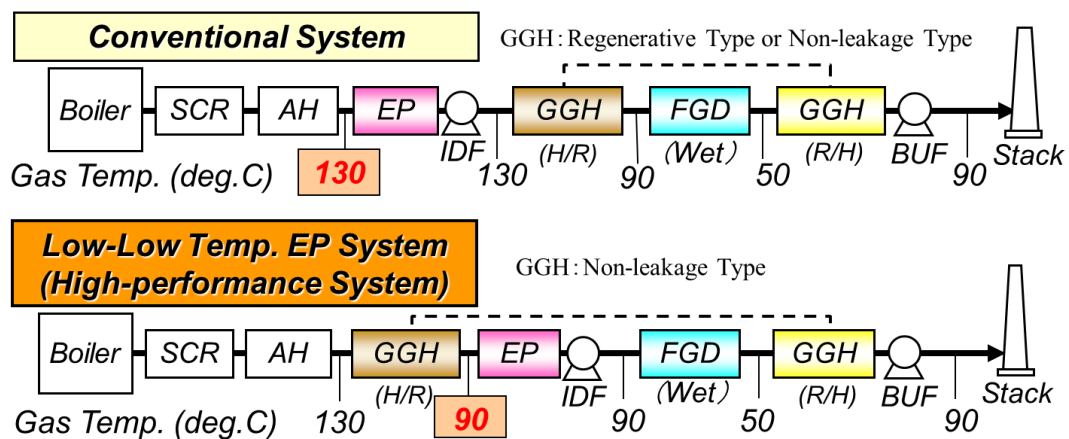 Conventional System
GGH:Regenerative Type or Non-leakage Type
Boiler SCR AH EP IDF GGH (H/R) FGD (Wet) GGH (R/H) BUF Stack
Gas Temp. (deg.C) 130 130 90 50 90
Low-Low Temp. EP System
(High-performance System)
GGH:Non-leakage Type
Boiler SCR AH GGH (H/R) EP IDF FGD (Wet) GGH (R/H) BUF Stack
Gas Temp. (deg.C) 130 90 90 50 90